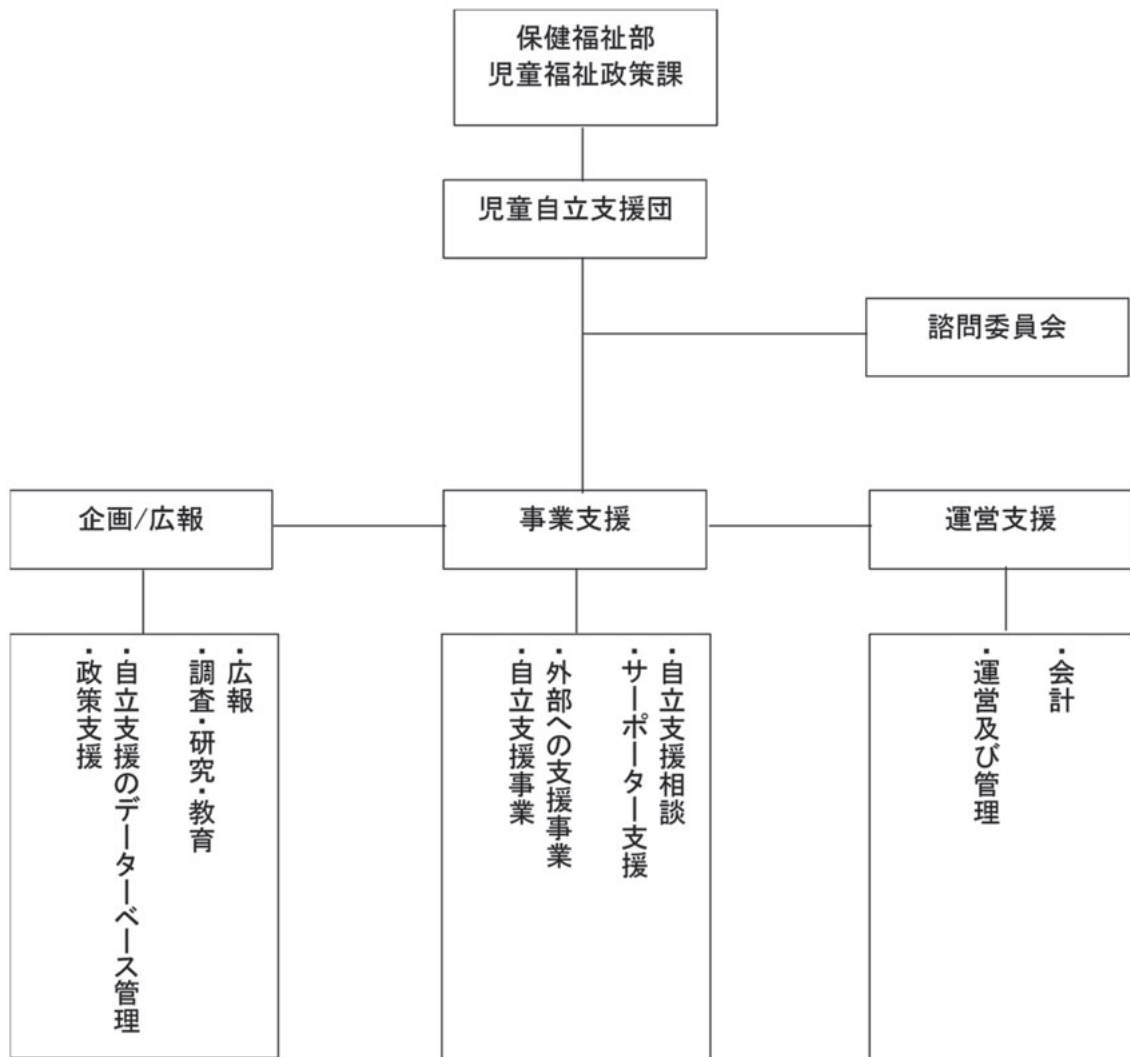 保健福祉部
児童福祉政策課
児童自立支援団
諮問委員会
企画/広報
事業支援
運営支援
・広報
・調査・研究・教育
・自立支援のデーターベース管理
・政策支援
・自立支援相談
・サーポーター支援
・外部への支援事業
・自立支援事業
・会計
・運営及び管理